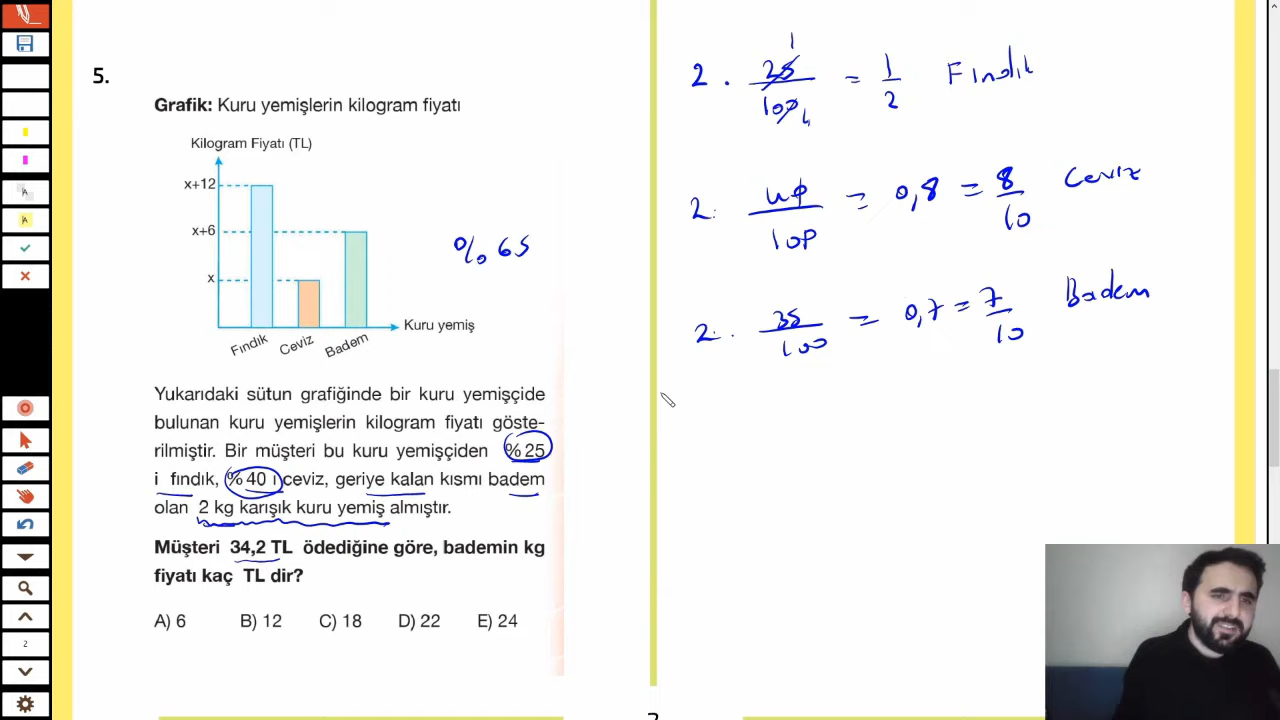 5.
Grafik: Kuru yemişlerin kilogram fiyatı
Kilogram Fiyatı (TL)
x+12
x+6
x
Kuru yemiş
Fındık Ceviz Badem
% 65
Yukarıdaki sütun grafiğinde bir kuru yemişçide
bulunan kuru yemişlerin kilogram fiyatı göste-
rilmiştir. Bir müşteri bu kuru yemişçiden %25
i fındık, %40 ı ceviz, geriye kalan kısmı badem
olan 2 kg karışık kuru yemiş almıştır.
Müşteri 34,2 TL ödediğine göre, bademin kg
fiyatı kaç TL dir?
A) 6 B) 12 C) 18 D) 22 E) 24
2 . 25/100 = 1/2 Fındık
1
4
2. 40/100 = 0,8 = 8/10 Ceviz
2. 35/100 = 0,7 = 7/10 Badem
A
A
2